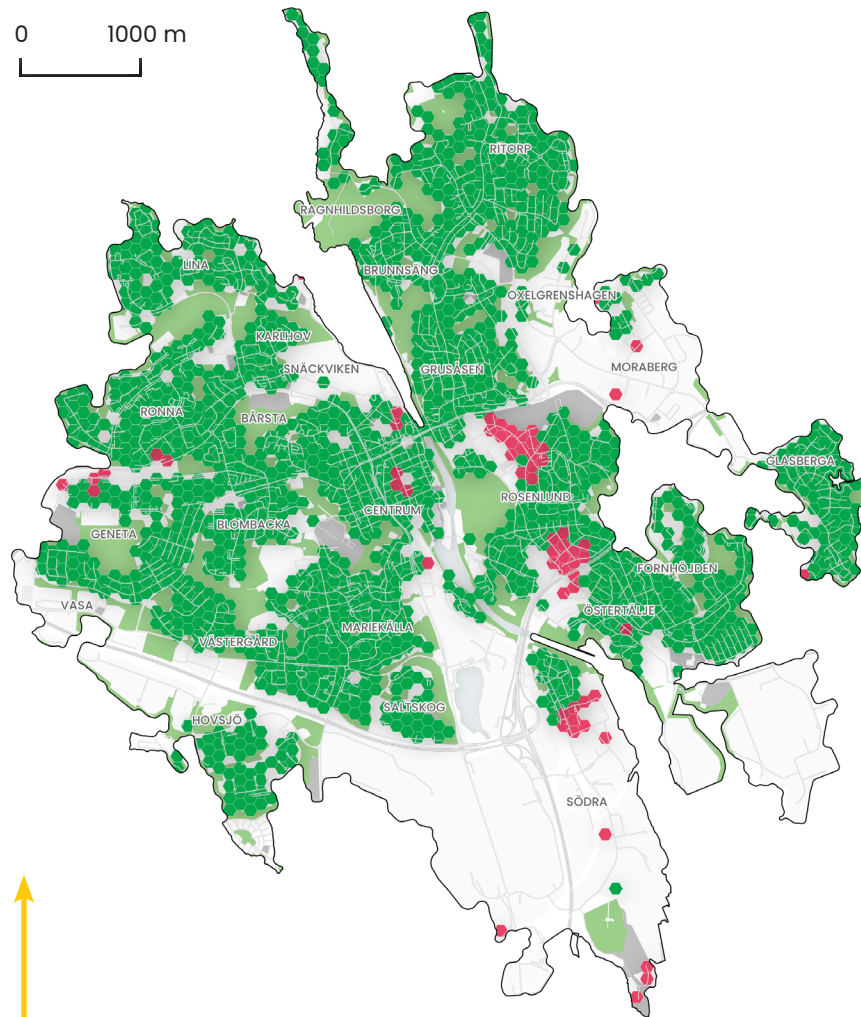 0 1000 m
RITORP
RAGNHILDSBORG
LINA
BRUNNSÄNG
OXELGRENSHAGEN
KARLHOV
SNÄCKVIKEN
GRUSÅSEN
MORABERG
RONNA
BÅRSTA
GLASBERGA
ROSENLUND
CENTRUM
BLOMBACKA
GENETA
FORNHÖJDEN
VASA
ÖSTERTÄLJE
MARIEKÄLLA
VÄSTERGÅRD
SALTSKOG
HOVSJÖ
SÖDRA